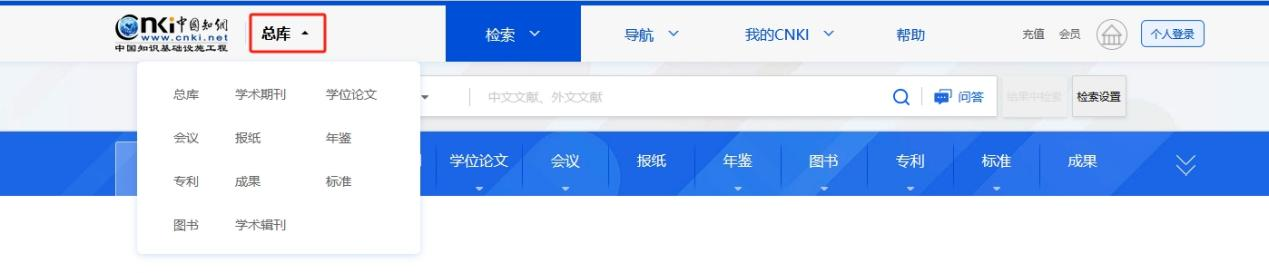 cnki中国知网
www.cnki.net
中国知识基础设施工程
总库
检索
导航
我的CNKI
帮助
充值
会员
个人登录
中文文献、外文文献
问答
结果中检索
检索设置
总库 学术期刊 学位论文
会议 报纸 年鉴
专利 成果 标准
图书 学术辑刊
学位论文
会议
报纸
年鉴
图书
专利
标准
成果